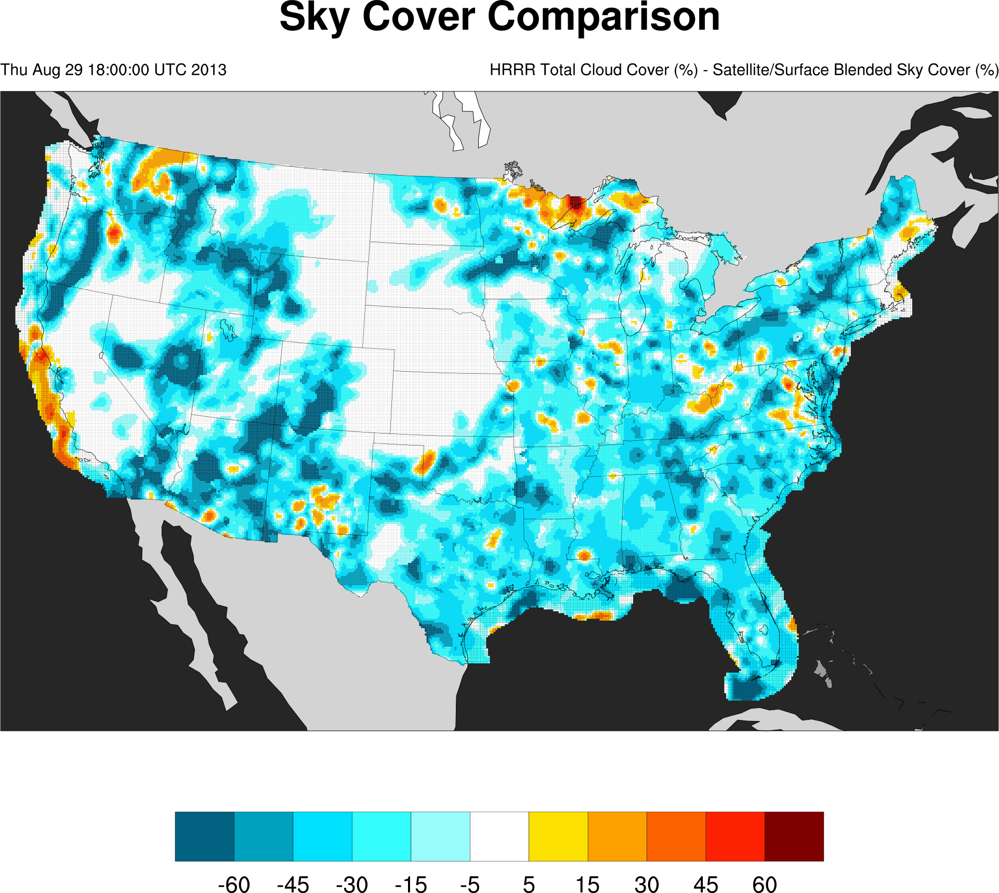 Sky Cover Comparison
Thu Aug 29 18:00:00 UTC 2013 HRRR Total Cloud Cover (%) - Satellite/Surface Blended Sky Cover (%)
-60 -45 -30 -15 -5 5 15 30 45 60